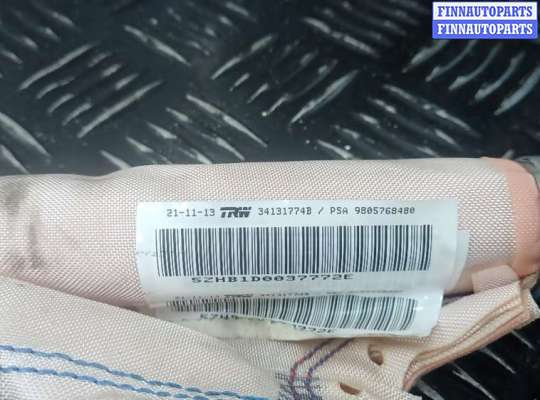 FINNAUTOPARTS
FINNAUTOPARTS
21-11-13 TRW 34131774B / PSA 9805768480
SZHB1D0037772E